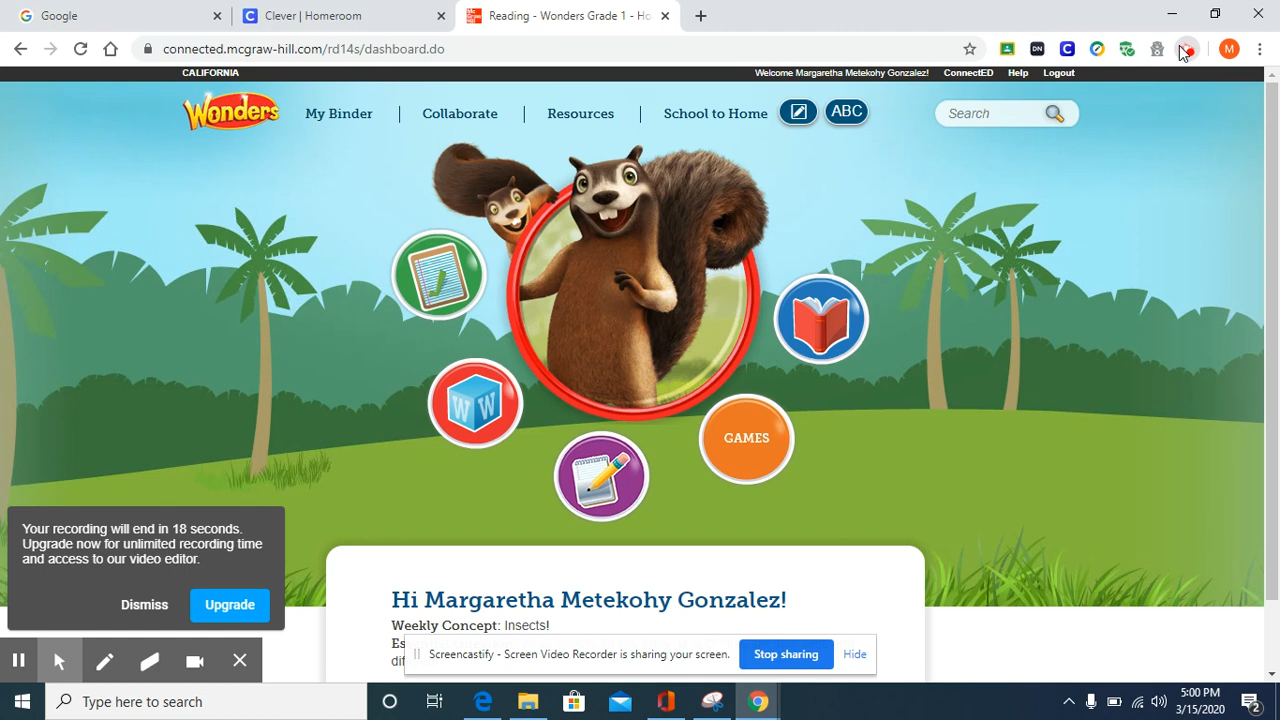 Google
Clever | Homeroom
Reading - Wonders Grade 1 - Ho
connected.mcgraw-hill.com/rd14s/dashboard.do
DN
C
M
CALIFORNIA
Welcome Margaretha Metekohy Gonzalez!
ConnectED
Help
Logout
Wonders
My Binder
Collaborate
Resources
School to Home
ABC
Search
W W
GAMES
Your recording will end in 18 seconds.
Upgrade now for unlimited recording time
and access to our video editor.
Dismiss
Upgrade
Hi Margaretha Metekohy Gonzalez!
Weekly Concept: Insects!
Screencastify - Screen Video Recorder is sharing your screen.
Stop sharing
Hide
Type here to search
5:00 PM
3/15/2020
2